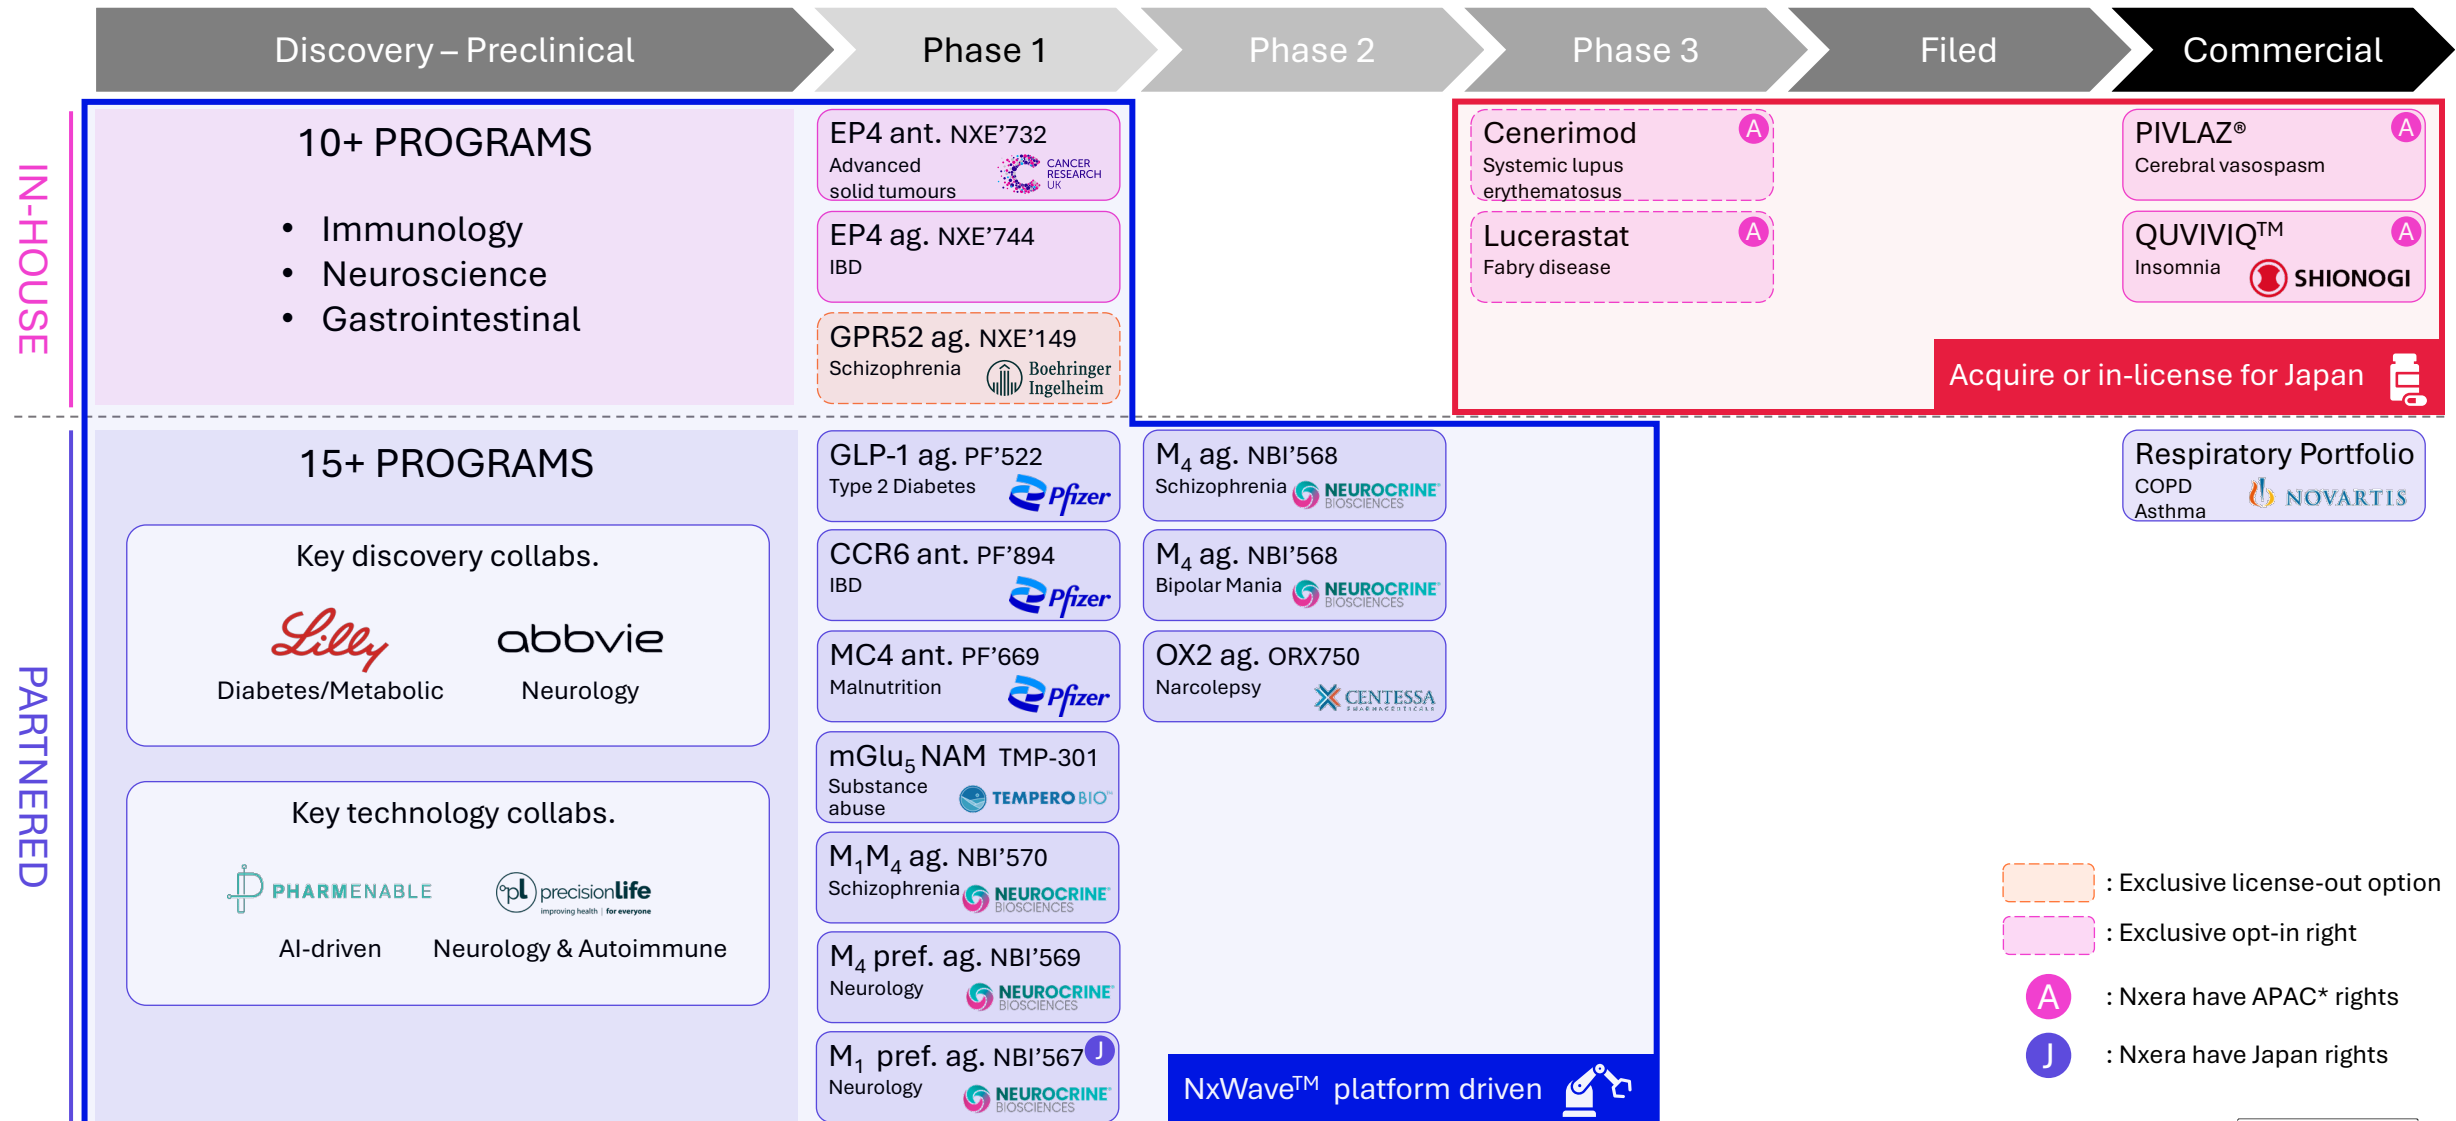 Discovery – Preclinical
Phase 1
Phase 2
Phase 3
Filed
Commercial
IN-HOUSE
10+ PROGRAMS
• Immunology
• Neuroscience
• Gastrointestinal
EP4 ant. NXE’732
Advanced
solid tumours
CANCER
RESEARCH
UK
EP4 ag. NXE’744
IBD
GPR52 ag. NXE’149
Schizophrenia
Boehringer
Ingelheim
Cenerimod
A
Systemic lupus
erythematosus
Lucerastat
A
Fabry disease
PIVLAZ®
A
Cerebral vasospasm
QUVIVIQ™
A
Insomnia
SHIONOGI
Acquire or in-license for Japan
PARTNERED
15+ PROGRAMS
Key discovery collabs.
Lilly
abbvie
Diabetes/Metabolic
Neurology
Key technology collabs.
PHARMENABLE
pl precisionlife
improving health | for everyone
AI-driven
Neurology & Autoimmune
GLP-1 ag. PF’522
Type 2 Diabetes
Pfizer
CCR6 ant. PF’894
IBD
Pfizer
MC4 ant. PF’669
Malnutrition
Pfizer
mGlu₅ NAM TMP-301
Substance
abuse
TEMPERO BIO™
M₁M₄ ag. NBI’570
Schizophrenia
NEUROCRINE®
BIOSCIENCES
M₄ pref. ag. NBI’569
Neurology
NEUROCRINE®
BIOSCIENCES
M₁ pref. ag. NBI’567
J
Neurology
NEUROCRINE®
BIOSCIENCES
M₄ ag. NBI’568
Schizophrenia
NEUROCRINE®
BIOSCIENCES
M₄ ag. NBI’568
Bipolar Mania
NEUROCRINE®
BIOSCIENCES
OX2 ag. ORX750
Narcolepsy
CENTESSA
PHARMACEUTICALS
NxWave™ platform driven
Respiratory Portfolio
COPD
Asthma
NOVARTIS
: Exclusive license-out option
: Exclusive opt-in right
A : Nxera have APAC* rights
J : Nxera have Japan rights